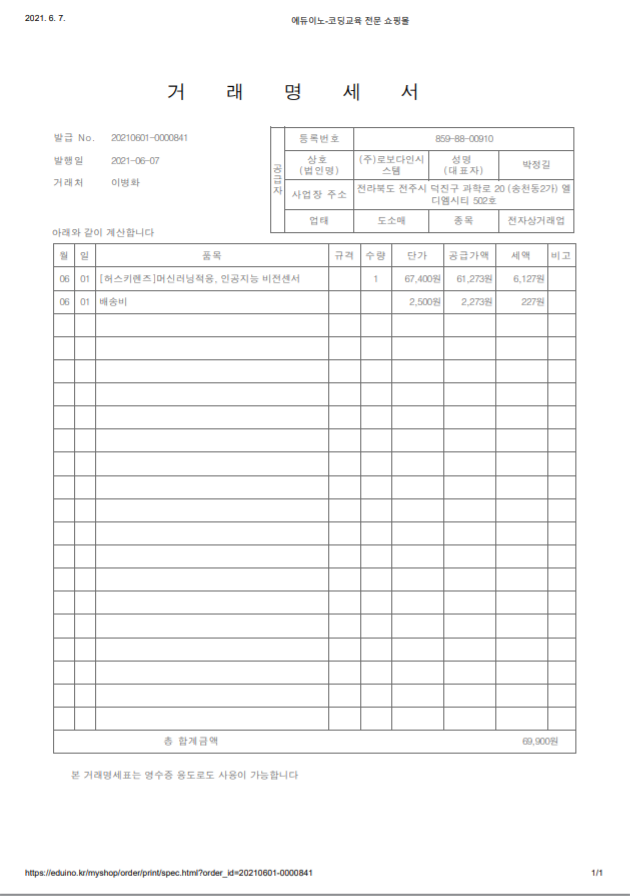 2021. 6. 7.
에듀이노-코딩교육 전문 쇼핑몰
거 래 명 세 서
발급 No. 20210601-0000841
발행일 2021-06-07
거래처 이병화
아래와 같이 계산합니다
공급자
등록번호 859-88-00910
상호 (주)로보다인시 성명 박정길
(법인명) 스템 (대표자)
사업장 주소 전라북도 전주시 덕진구 과학로 20 (송천동2가) 엘
디엠시티 502호
업태 도소매 종목 전자상거래업
월 일 품목 규격 수량 단가 공급가액 세액 비고
06 01 [허스키렌즈]머신러닝적용, 인공지능 비전센서 1 67,400원 61,273원 6,127원
06 01 배송비 2,500원 2,273원 227원
총 합계금액 69,900원
본 거래명세표는 영수증 용도로도 사용이 가능합니다
https://eduino.kr/myshop/order/print/spec.html?order_id=20210601-0000841 1/1